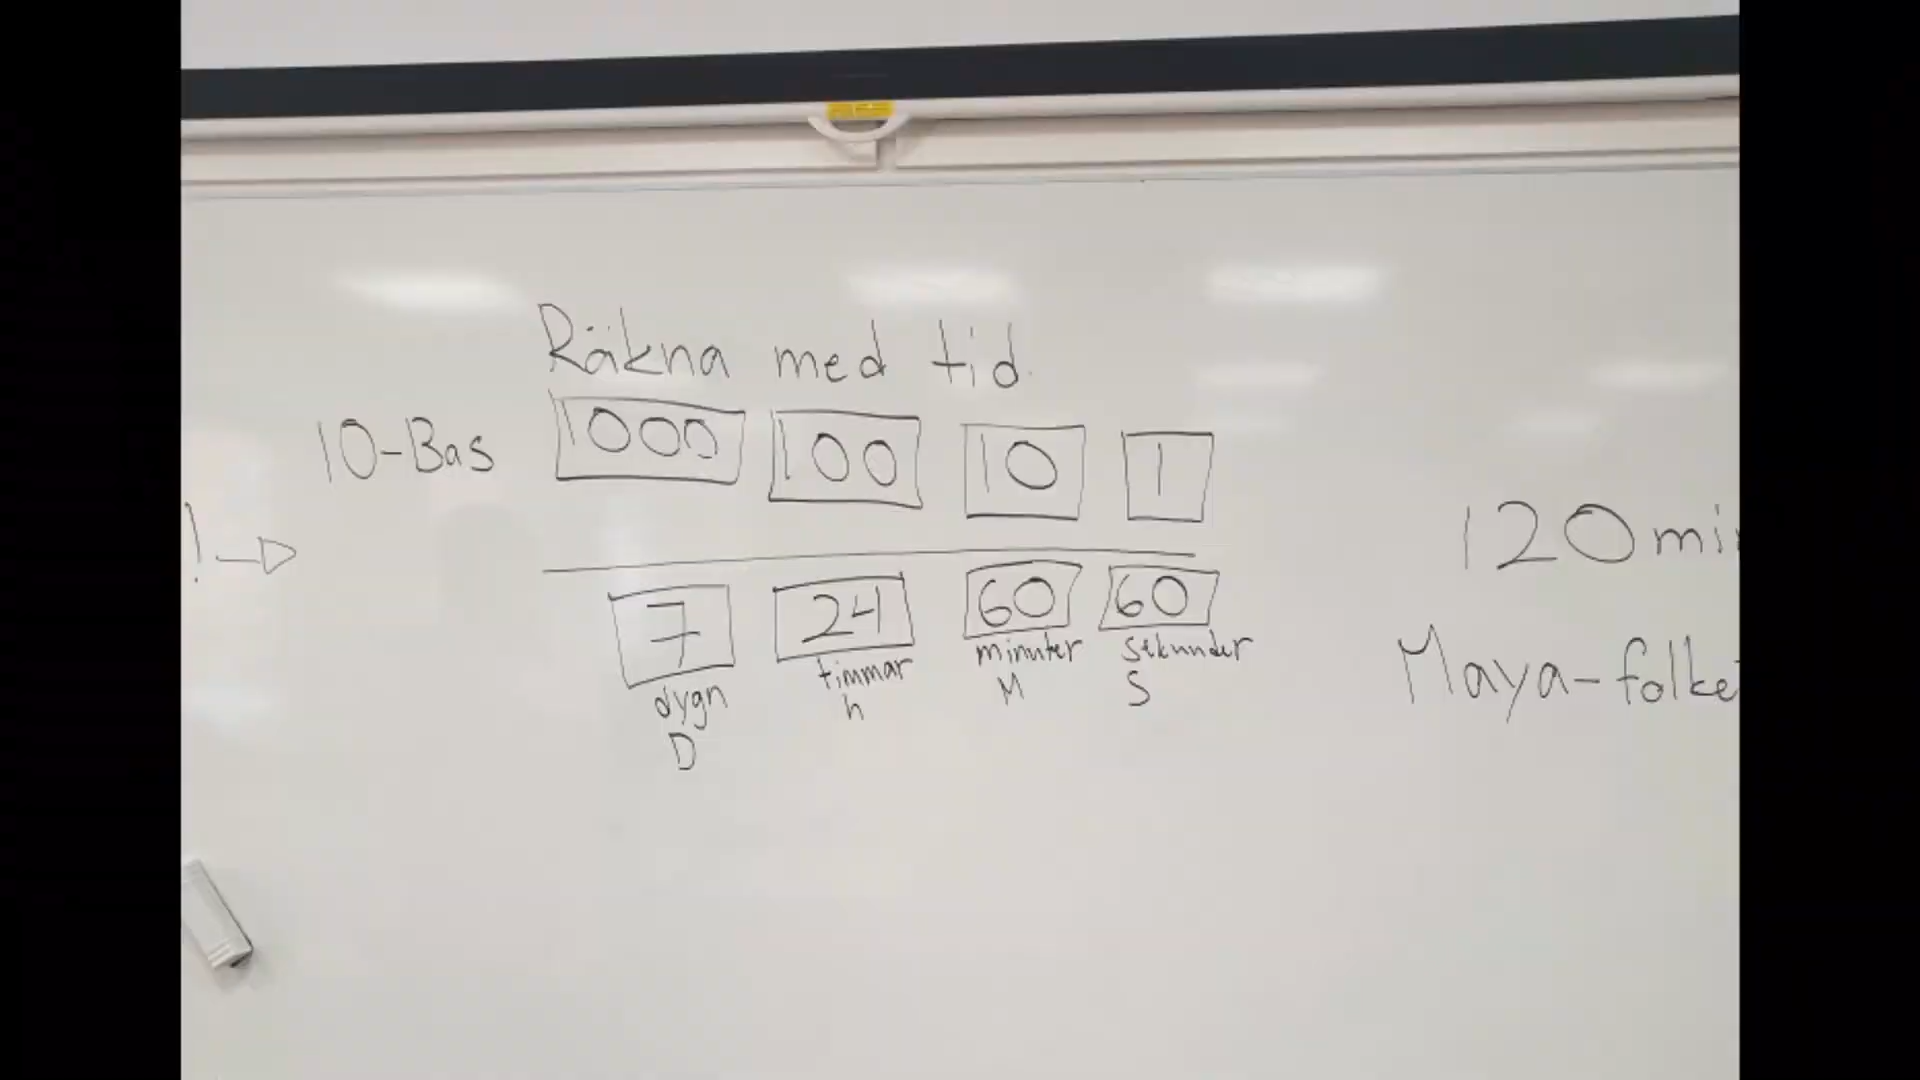 Räkna med tid.
10-Bas 1000 100 10 1
! 
120 mi
7 24 60 60
dygn timmar minuter sekunder
D h M S
Maya-folke